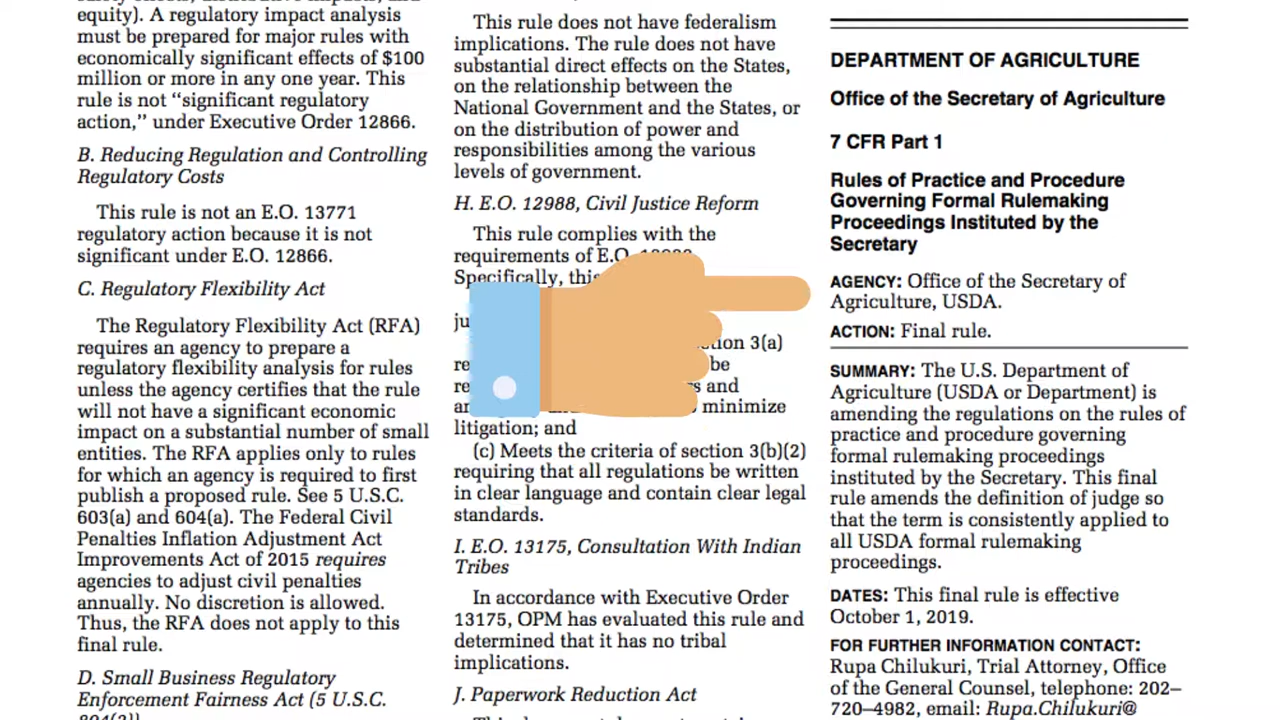 equity). A regulatory impact analysis
must be prepared for major rules with
economically significant effects of $100
million or more in any one year. This
rule is not “significant regulatory
action,” under Executive Order 12866.
B. Reducing Regulation and Controlling
Regulatory Costs
This rule is not an E.O. 13771
regulatory action because it is not
significant under E.O. 12866.
C. Regulatory Flexibility Act
The Regulatory Flexibility Act (RFA)
requires an agency to prepare a
regulatory flexibility analysis for rules
unless the agency certifies that the rule
will not have a significant economic
impact on a substantial number of small
entities. The RFA applies only to rules
for which an agency is required to first
publish a proposed rule. See 5 U.S.C.
603(a) and 604(a). The Federal Civil
Penalties Inflation Adjustment Act
Improvements Act of 2015 requires
agencies to adjust civil penalties
annually. No discretion is allowed.
Thus, the RFA does not apply to this
final rule.
D. Small Business Regulatory
Enforcement Fairness Act (5 U.S.C.
This rule does not have federalism
implications. The rule does not have
substantial direct effects on the States,
on the relationship between the
National Government and the States, or
on the distribution of power and
responsibilities among the various
levels of government.
H. E.O. 12988, Civil Justice Reform
This rule complies with the
requirements of E.O.
Specifically, this
3(a)
be
and
minimize
litigation; and
(c) Meets the criteria of section 3(b)(2)
requiring that all regulations be written
in clear language and contain clear legal
standards.
I. E.O. 13175, Consultation With Indian
Tribes
In accordance with Executive Order
13175, OPM has evaluated this rule and
determined that it has no tribal
implications.
J. Paperwork Reduction Act
DEPARTMENT OF AGRICULTURE
Office of the Secretary of Agriculture
7 CFR Part 1
Rules of Practice and Procedure
Governing Formal Rulemaking
Proceedings Instituted by the
Secretary
AGENCY: Office of the Secretary of
Agriculture, USDA.
ACTION: Final rule.
SUMMARY: The U.S. Department of
Agriculture (USDA or Department) is
amending the regulations on the rules of
practice and procedure governing
formal rulemaking proceedings
instituted by the Secretary. This final
rule amends the definition of judge so
that the term is consistently applied to
all USDA formal rulemaking
proceedings.
DATES: This final rule is effective
October 1, 2019.
FOR FURTHER INFORMATION CONTACT:
Rupa Chilukuri, Trial Attorney, Office
of the General Counsel, telephone: 202–
720–4982, email: Rupa.Chilukuri@